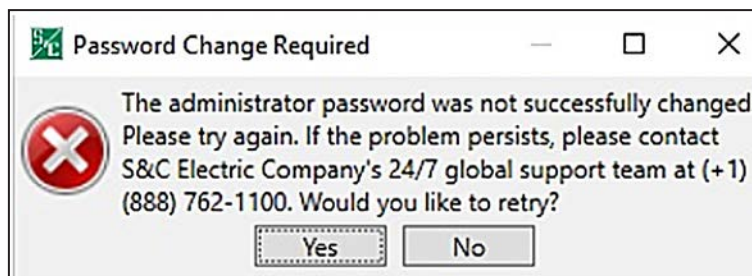 S/C Password Change Required
The administrator password was not successfully changed
Please try again. If the problem persists, please contact
S&C Electric Company's 24/7 global support team at (+1)
(888) 762-1100. Would you like to retry?
Yes No